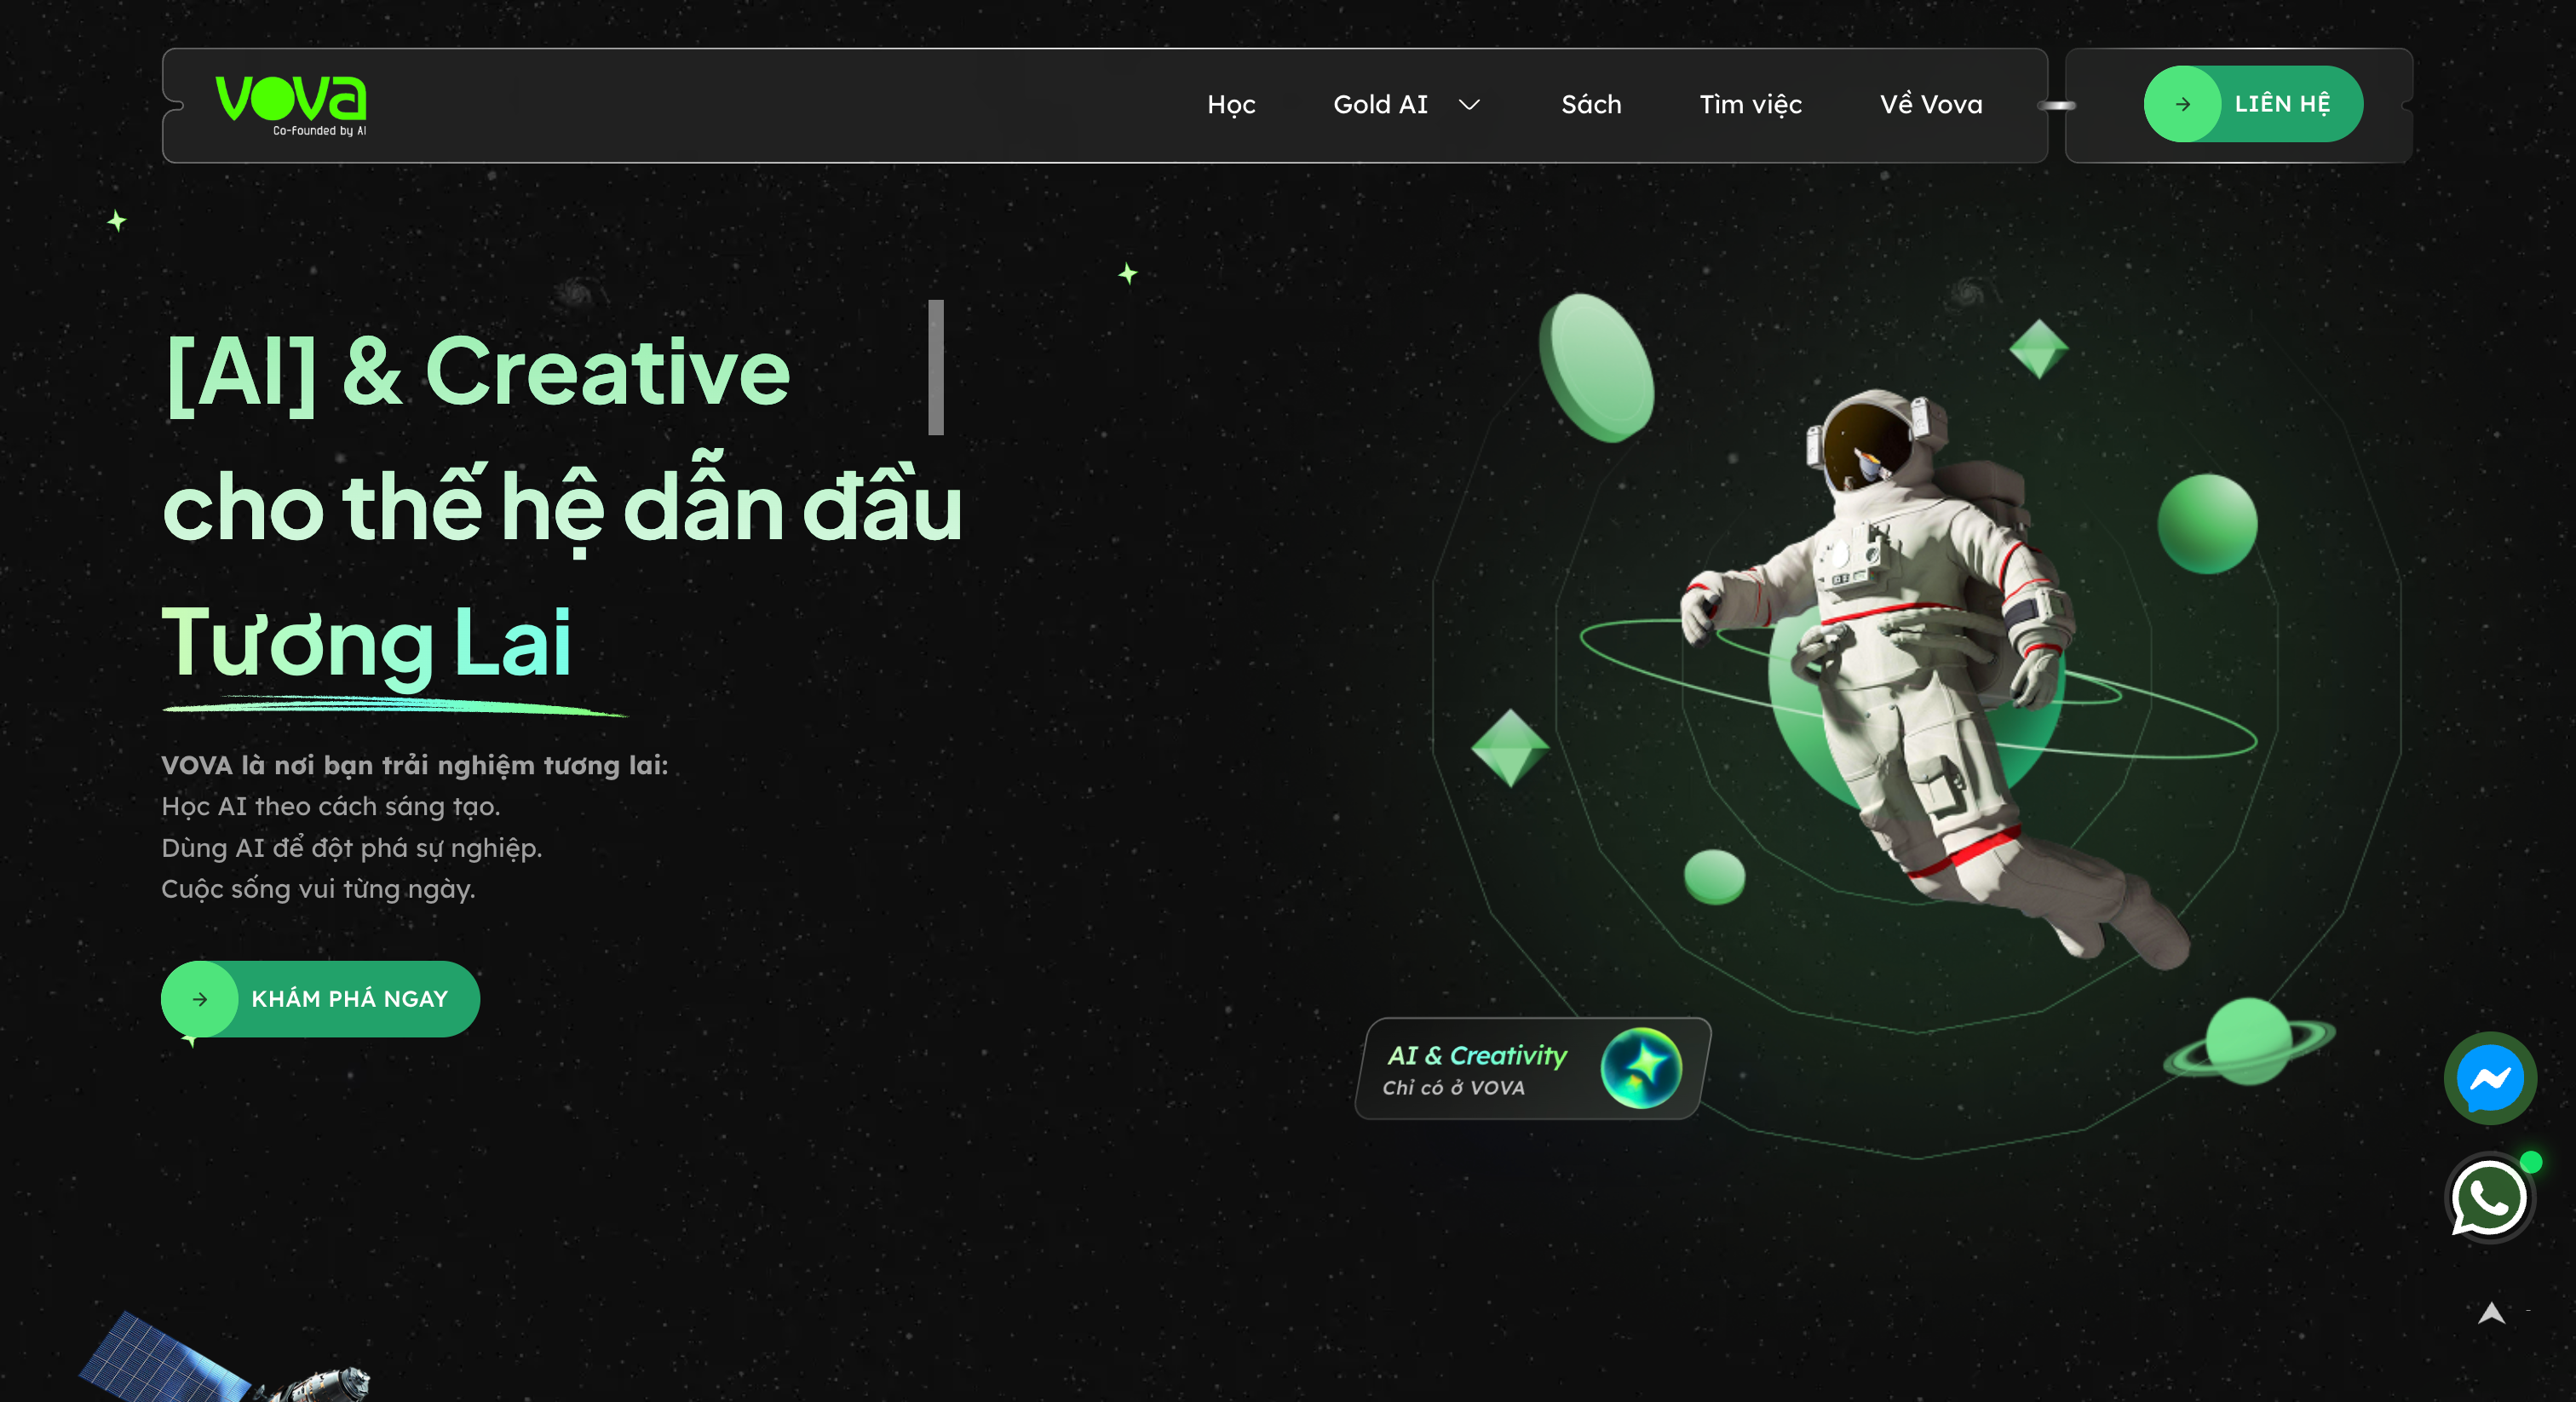 vova
Co-Founded by AI
Học
Gold AI
Sách
Tìm việc
Về Vova
LIÊN HỆ
[AI] & Creative
cho thế hệ dẫn đầu
Tương Lai
VOVA là nơi bạn trải nghiệm tương lai:
Học AI theo cách sáng tạo.
Dùng AI để đột phá sự nghiệp.
Cuộc sống vui từng ngày.
KHÁM PHÁ NGAY
AI & Creativity
Chỉ có ở VOVA